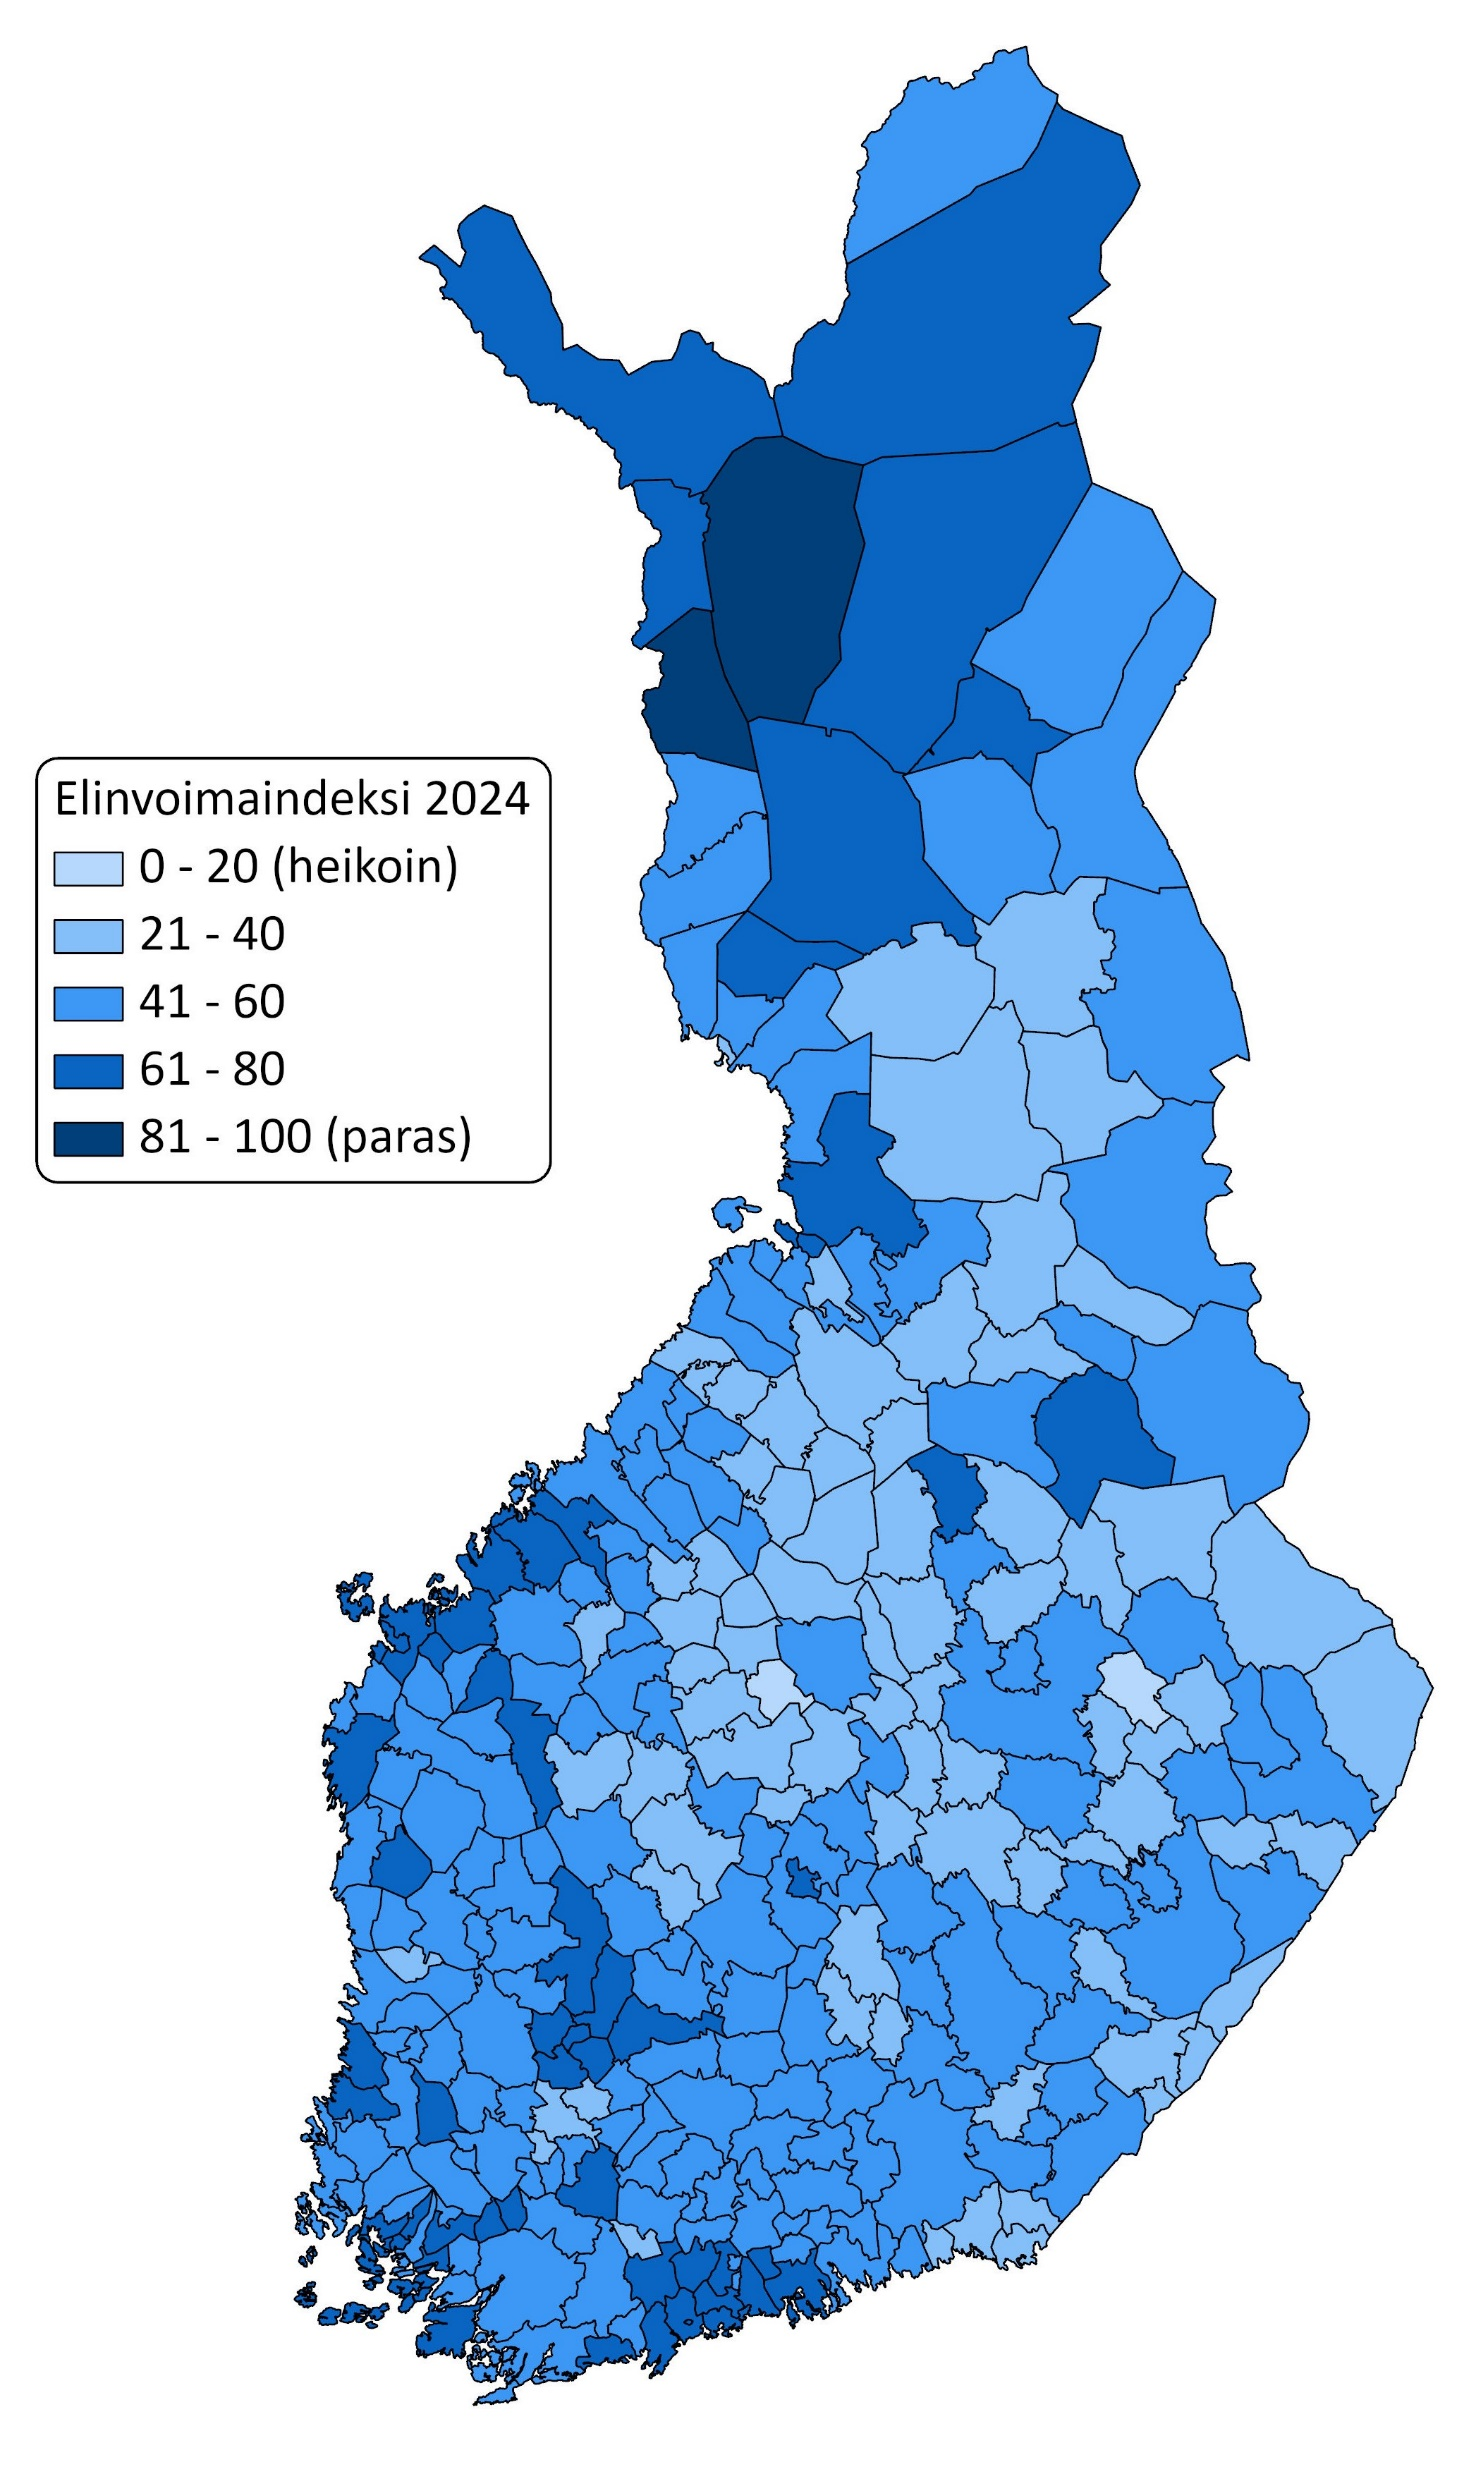 Elinvoimaindeksi 2024
0 - 20 (heikoin)
21 - 40
41 - 60
61 - 80
81 - 100 (paras)